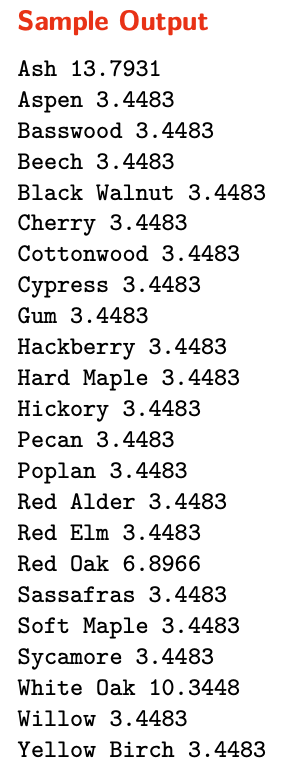 Sample Output
Ash 13.7931
Aspen 3.4483
Basswood 3.4483
Beech 3.4483
Black Walnut 3.4483
Cherry 3.4483
Cottonwood 3.4483
Cypress 3.4483
Gum 3.4483
Hackberry 3.4483
Hard Maple 3.4483
Hickory 3.4483
Pecan 3.4483
Poplan 3.4483
Red Alder 3.4483
Red Elm 3.4483
Red Oak 6.8966
Sassafras 3.4483
Soft Maple 3.4483
Sycamore 3.4483
White Oak 10.3448
Willow 3.4483
Yellow Birch 3.4483